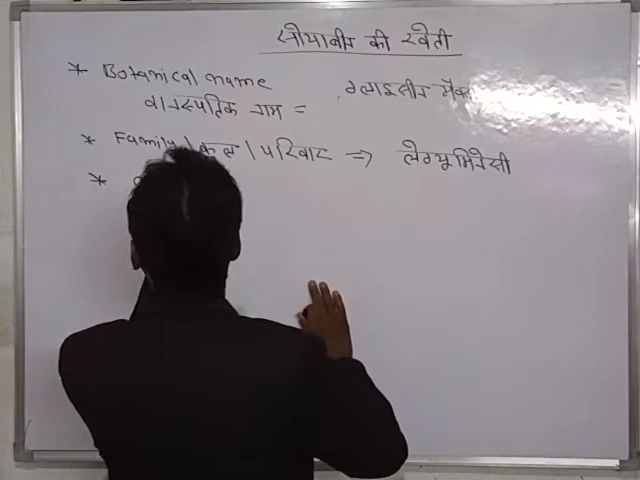 सोयाबीन की खेती
* Botanical name
वानस्पतिक नाम = ग्लाइसीन मैक्स
* Family / कुल / परिवार => लेग्यूमिनेसी
*